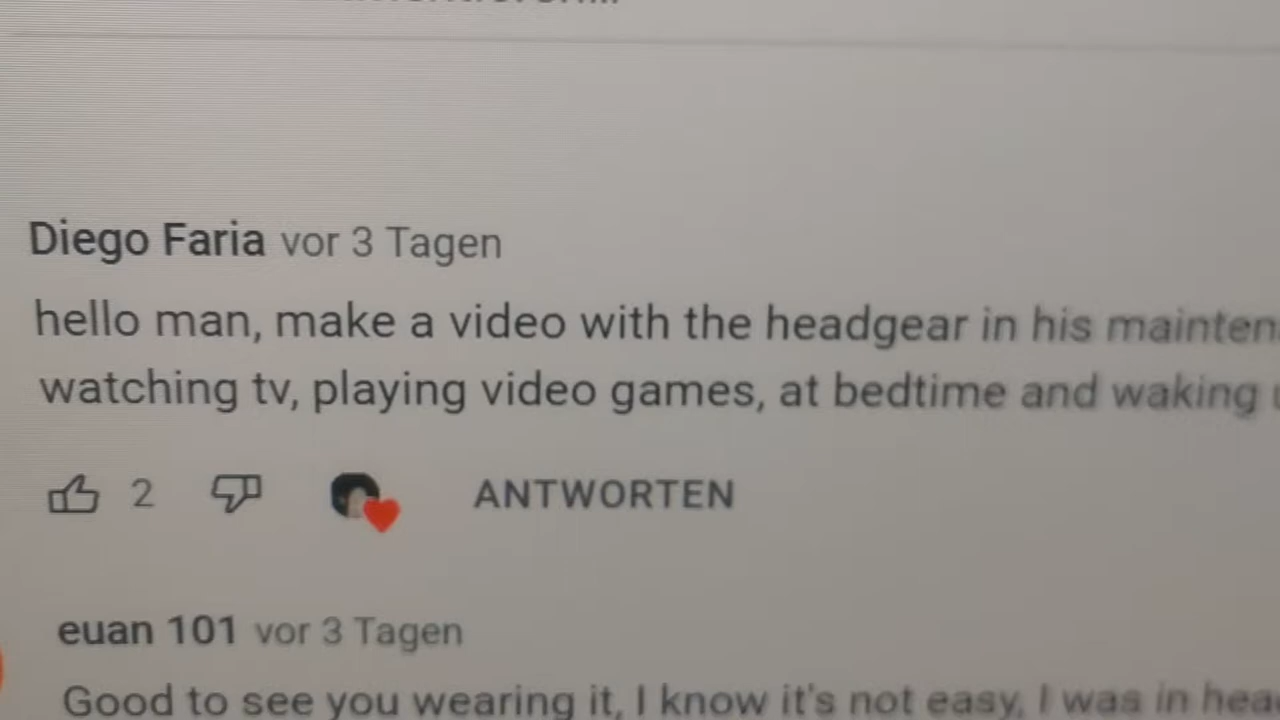 Diego Faria vor 3 Tagen
hello man, make a video with the headgear in his
watching tv, playing video games, at bedtime and waking
2 ANTWORTEN
euan 101 vor 3 Tagen
Good to see you wearing it, I know it's not easy, I was in